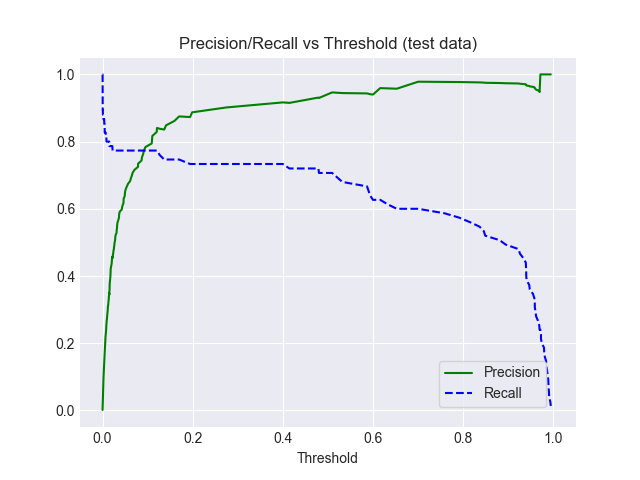 Precision/Recall vs Threshold (test data)
1.0
0.8
0.6
0.4
0.2
0.0
0.0 0.2 0.4 0.6 0.8 1.0
Threshold
Precision
Recall